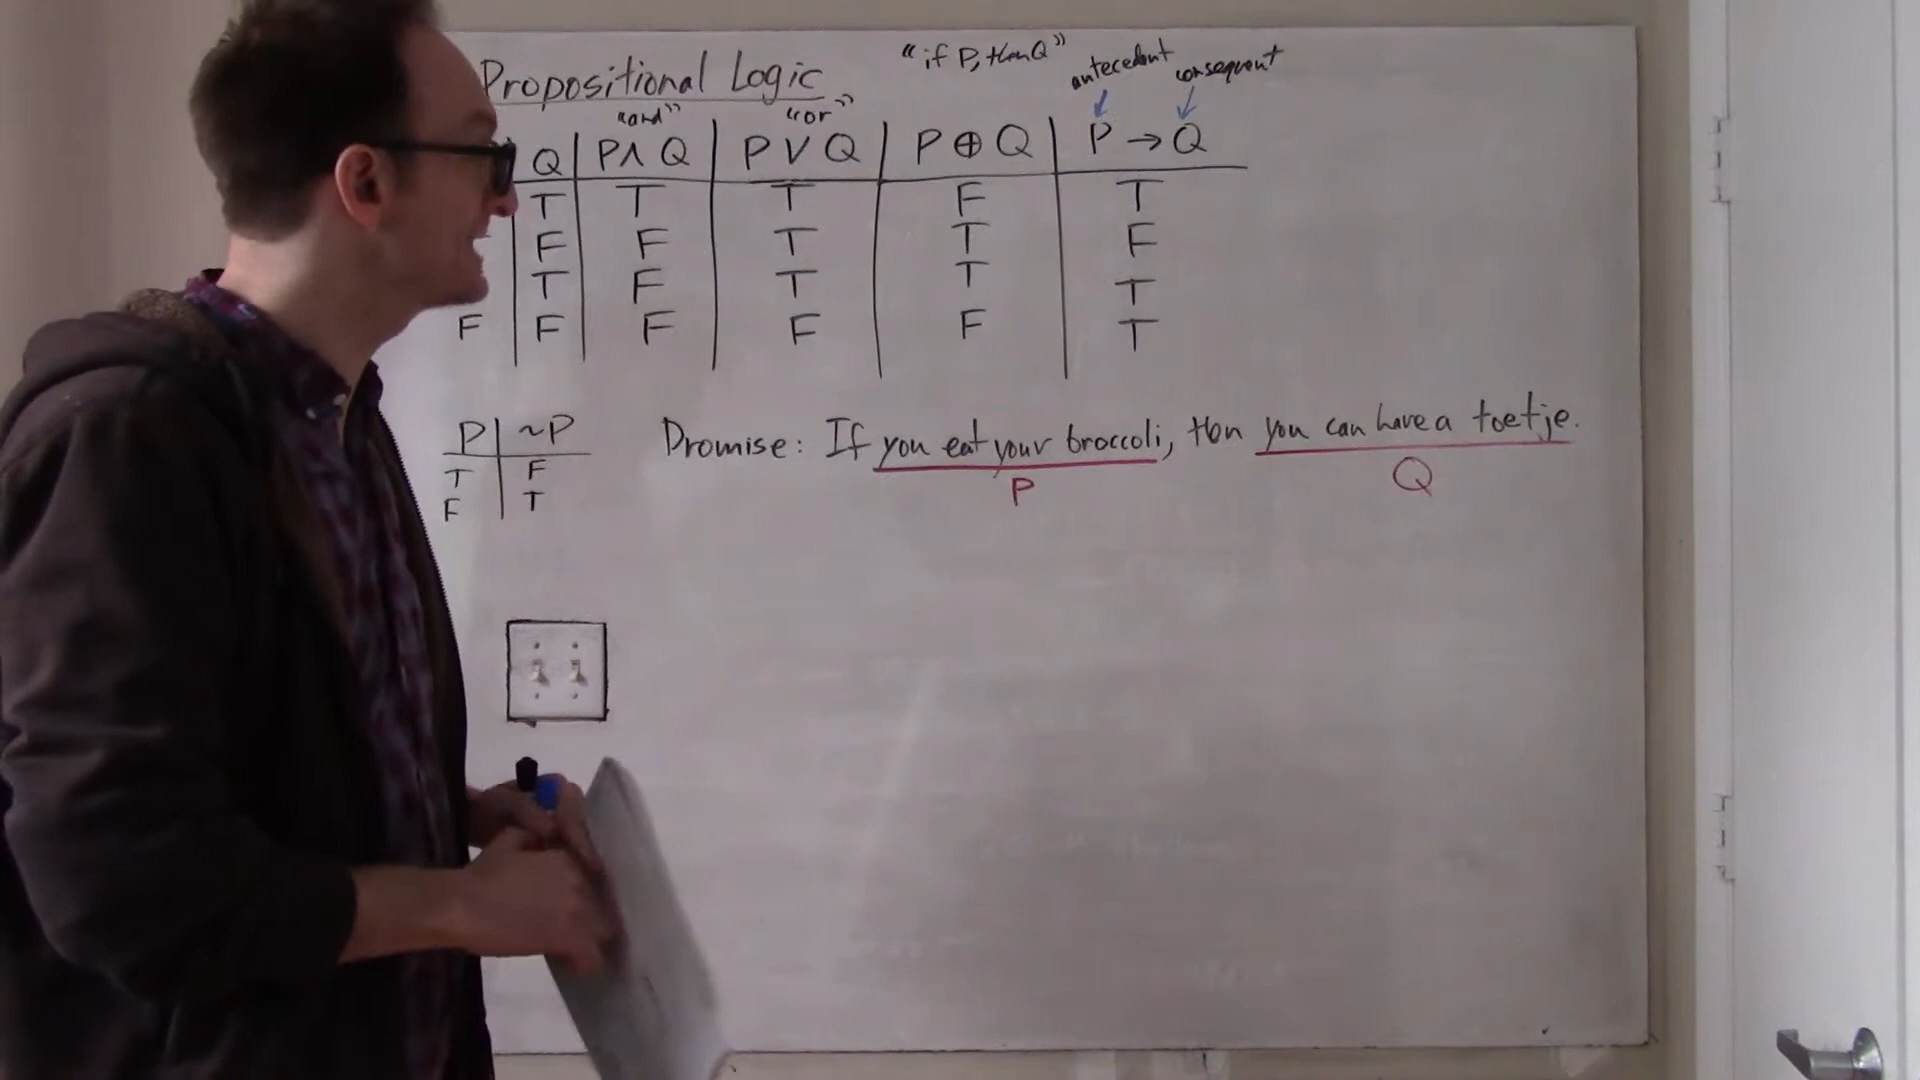 Propositional Logic
"if P, then Q"
antecedent consequent
"and" "or"
Q P∧Q P∨Q P⊕Q P→Q
T T T F T
F F T T F
T F T T T
F F F F F T
P ~P
T F
F T
Promise: If you eat your broccoli, then you can have a toetje.
P Q